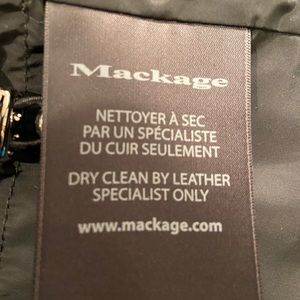 Mackage
NETTOYER À SEC
PAR UN SPÉCIALISTE
DU CUIR SEULEMENT
DRY CLEAN BY LEATHER
SPECIALIST ONLY
www.mackage.com